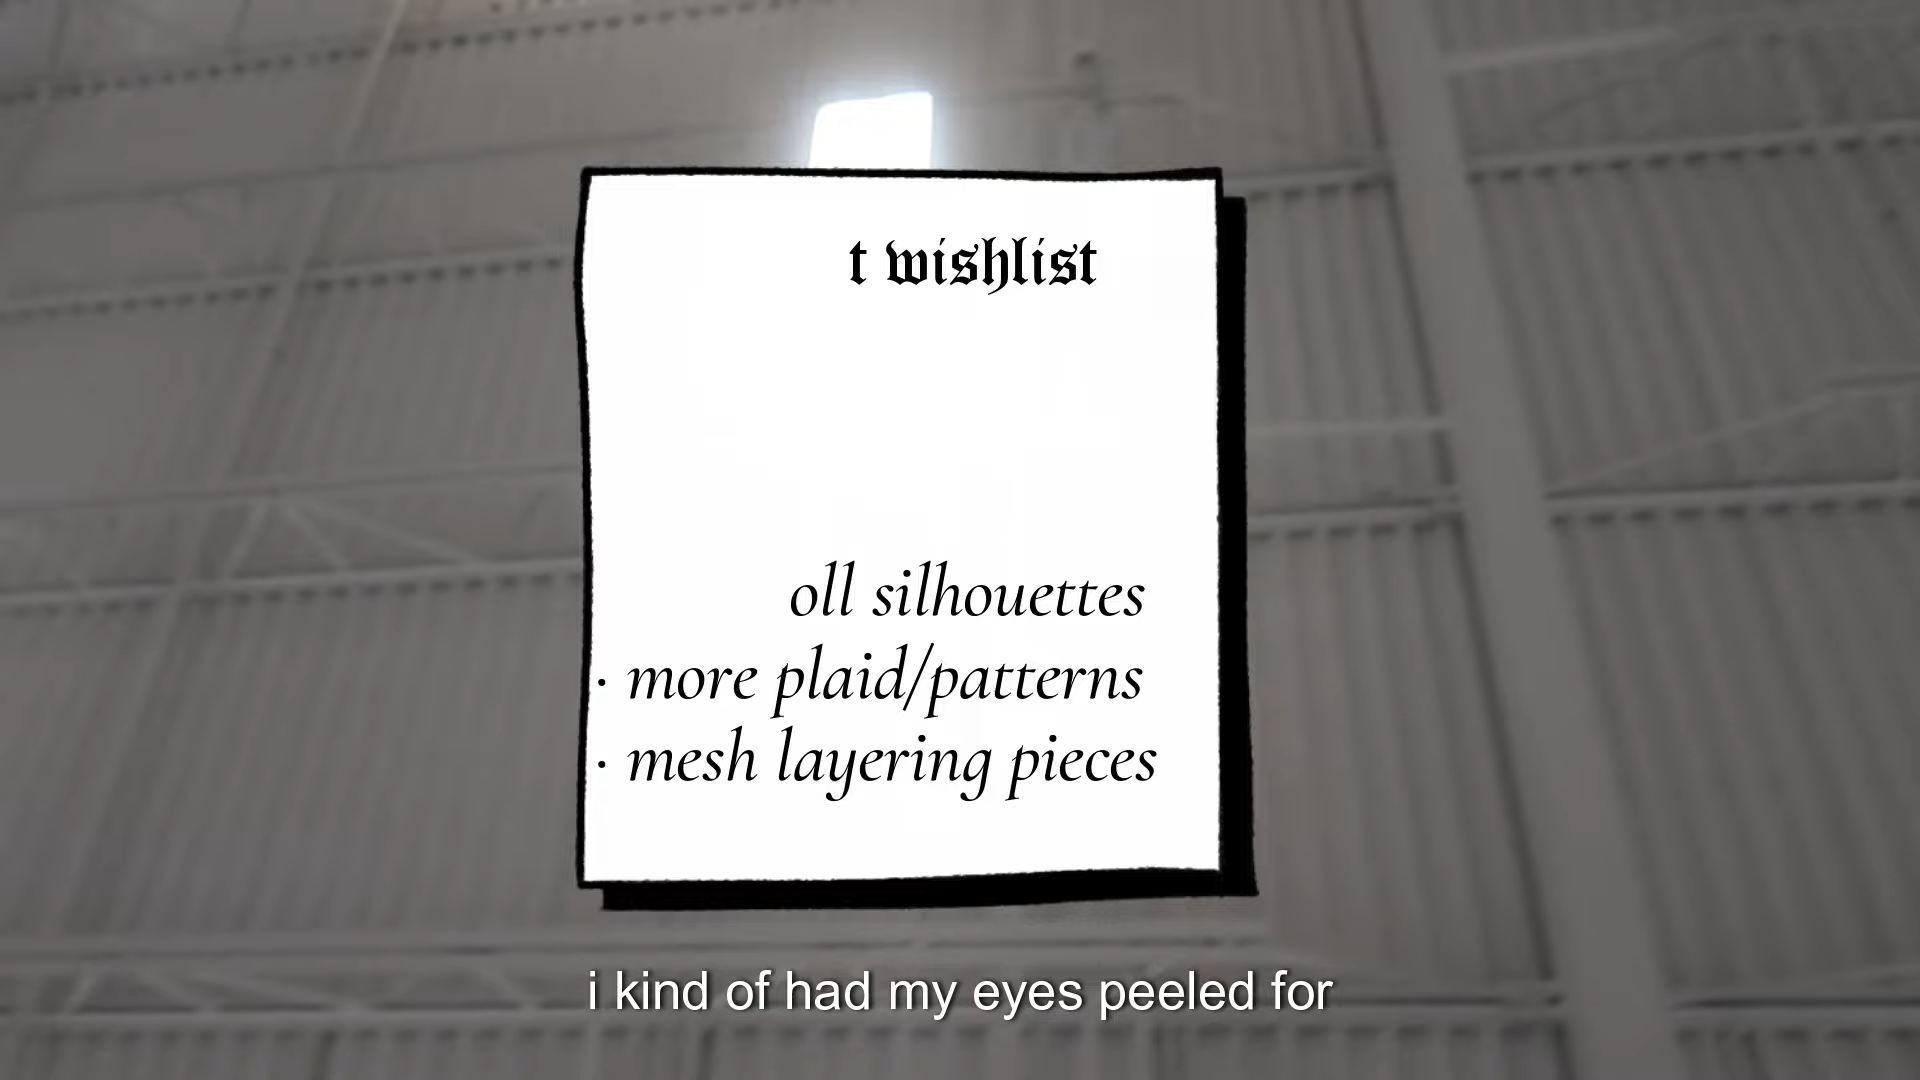 t wishlist
oll silhouettes
· more plaid/patterns
· mesh layering pieces
i kind of had my eyes peeled for